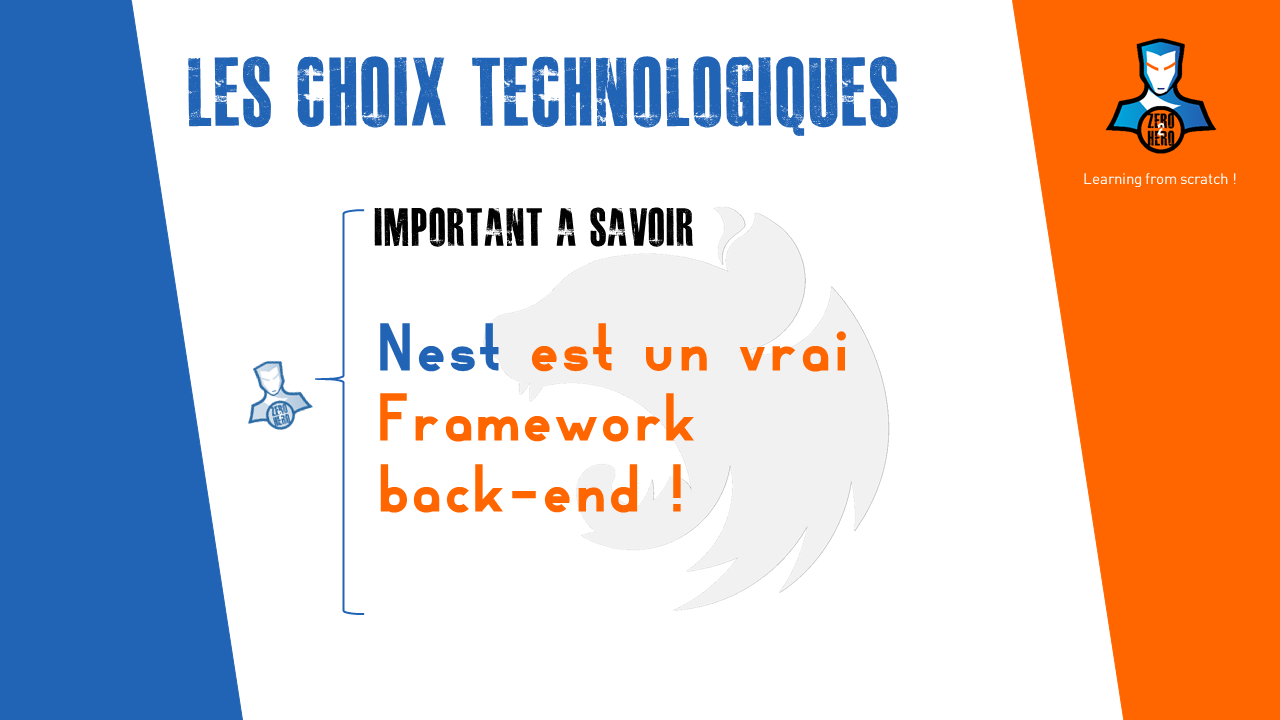 LES CHOIX TECHNOLOGIQUES
ZERO
2
HERO
Learning from scratch !
IMPORTANT A SAVOIR
Nest est un vrai
Framework
back-end !
ZERO
HERO